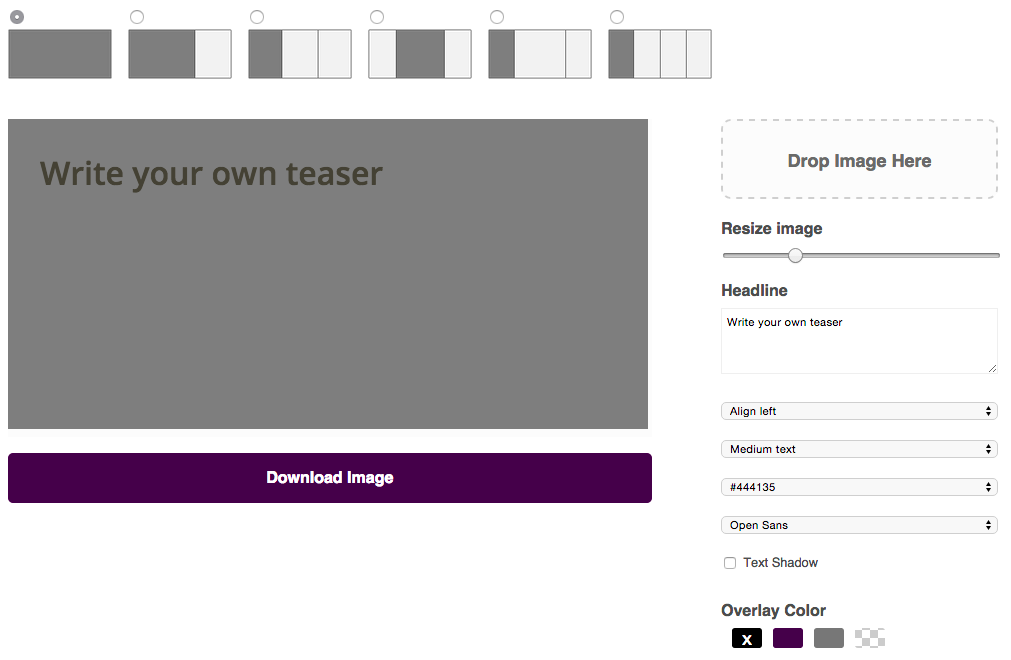 Write your own teaser
Download Image
Drop Image Here
Resize image
Headline
Write your own teaser
Align left
Medium text
#444135
Open Sans
Text Shadow
Overlay Color
x